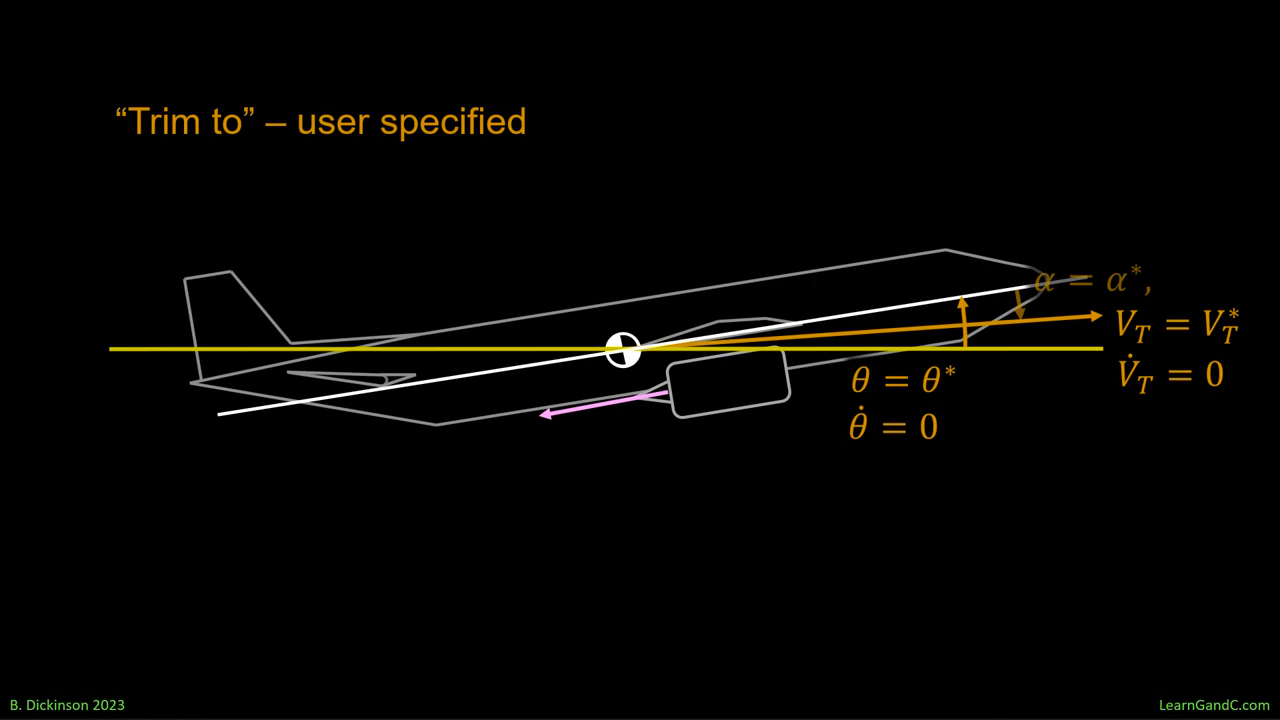 “Trim to” – user specified
α = α*,
V_T = V_T*
V̇_T = 0
θ = θ*
θ̇ = 0
B. Dickinson 2023
LearnGandC.com